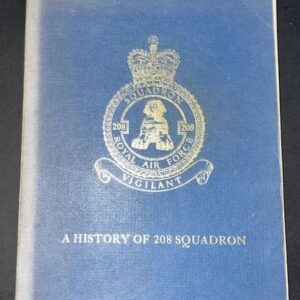 SQUADRON
208 208
ROYAL AIR FORCE
VIGILANT
A HISTORY OF 208 SQUADRON